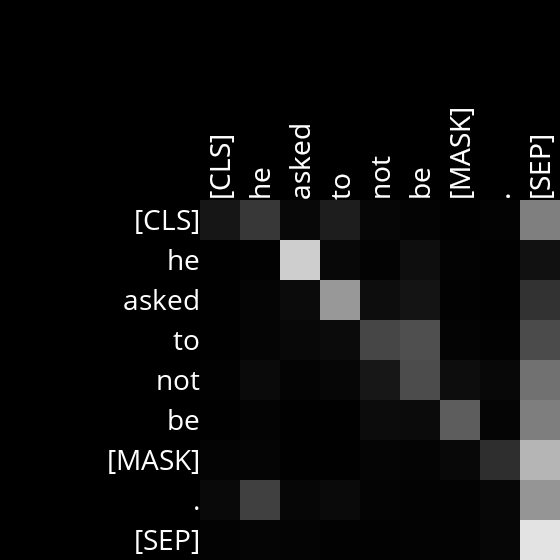 [CLS] he asked to not be [MASK] . [SEP]
[CLS]
he
asked
to
not
be
[MASK]
.
[SEP]